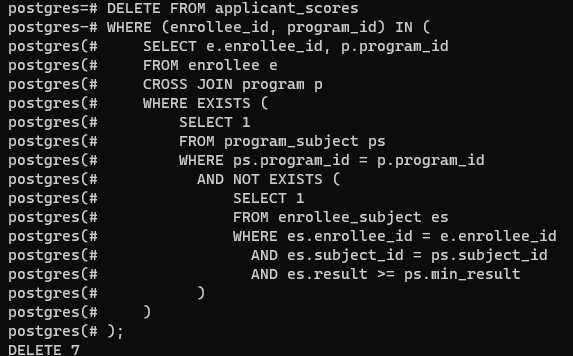 postgres=# DELETE FROM applicant_scores
postgres-# WHERE (enrollee_id, program_id) IN (
postgres(#     SELECT e.enrollee_id, p.program_id
postgres(#     FROM enrollee e
postgres(#     CROSS JOIN program p
postgres(#     WHERE EXISTS (
postgres(#         SELECT 1
postgres(#         FROM program_subject ps
postgres(#         WHERE ps.program_id = p.program_id
postgres(#           AND NOT EXISTS (
postgres(#               SELECT 1
postgres(#               FROM enrollee_subject es
postgres(#               WHERE es.enrollee_id = e.enrollee_id
postgres(#                 AND es.subject_id = ps.subject_id
postgres(#                 AND es.result >= ps.min_result
postgres(#           )
postgres(#     )
postgres(# );
DELETE 7